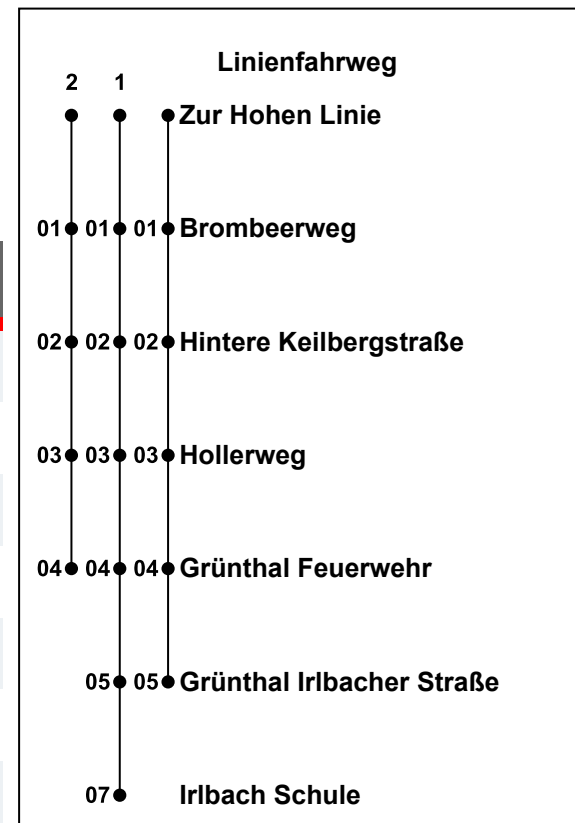 Linienfahrweg
2 1
Zur Hohen Linie
01 01 01 Brombeerweg
02 02 02 Hintere Keilbergstraße
03 03 03 Hollerweg
04 04 04 Grünthal Feuerwehr
05 05 Grünthal Irlbacher Straße
07 Irlbach Schule